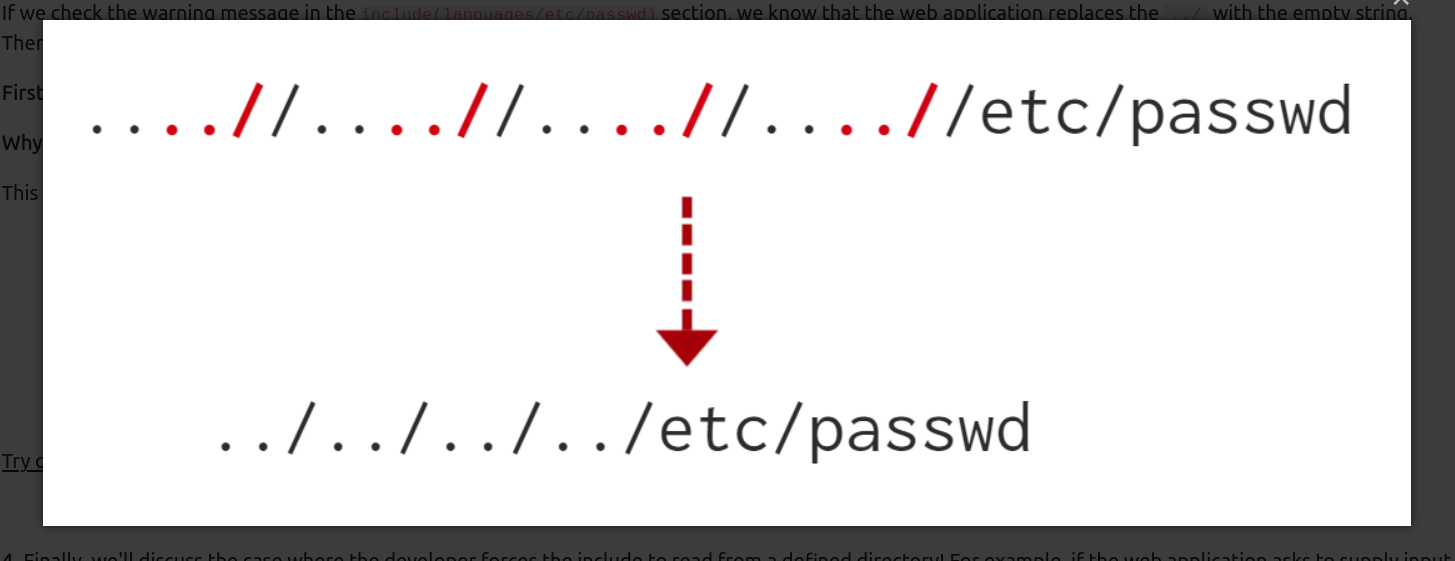 If we check the warning message in the include(languages/etc/passwd) section, we know that the web application replaces the ../ with the empty string.
Ther
First
Why
This
....//....//....//....//etc/passwd
../../../../etc/passwd
Try
4. Finally, we'll discuss the case where the developer forces the include to read from a defined directory! For example, if the web application asks to supply input